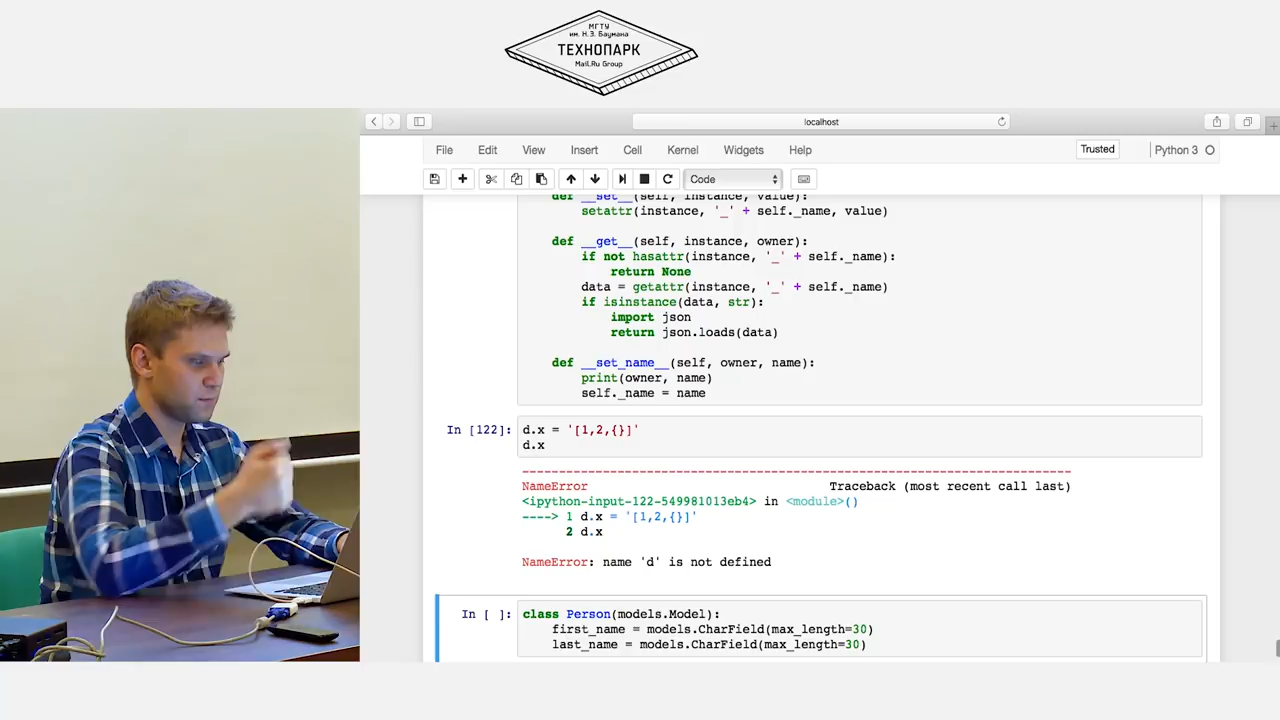 МГТУ
им. Н.Э. Баумана
ТЕХНОПАРК
Mail.Ru Group
localhost
File Edit View Insert Cell Kernel Widgets Help Trusted Python 3
Code
def __set__(self, instance, value):
setattr(instance, '_' + self._name, value)
def __get__(self, instance, owner):
if not hasattr(instance, '_' + self._name):
return None
data = getattr(instance, '_' + self._name)
if isinstance(data, str):
import json
return json.loads(data)
def __set_name__(self, owner, name):
print(owner, name)
self._name = name
In [122]: d.x = '[1,2,{}]'
d.x
---------------------------------------------------------------------------
NameError Traceback (most recent call last)
<ipython-input-122-549981013eb4> in <module>()
----> 1 d.x = '[1,2,{}]'
2 d.x
NameError: name 'd' is not defined
In [ ]: class Person(models.Model):
first_name = models.CharField(max_length=30)
last_name = models.CharField(max_length=30)